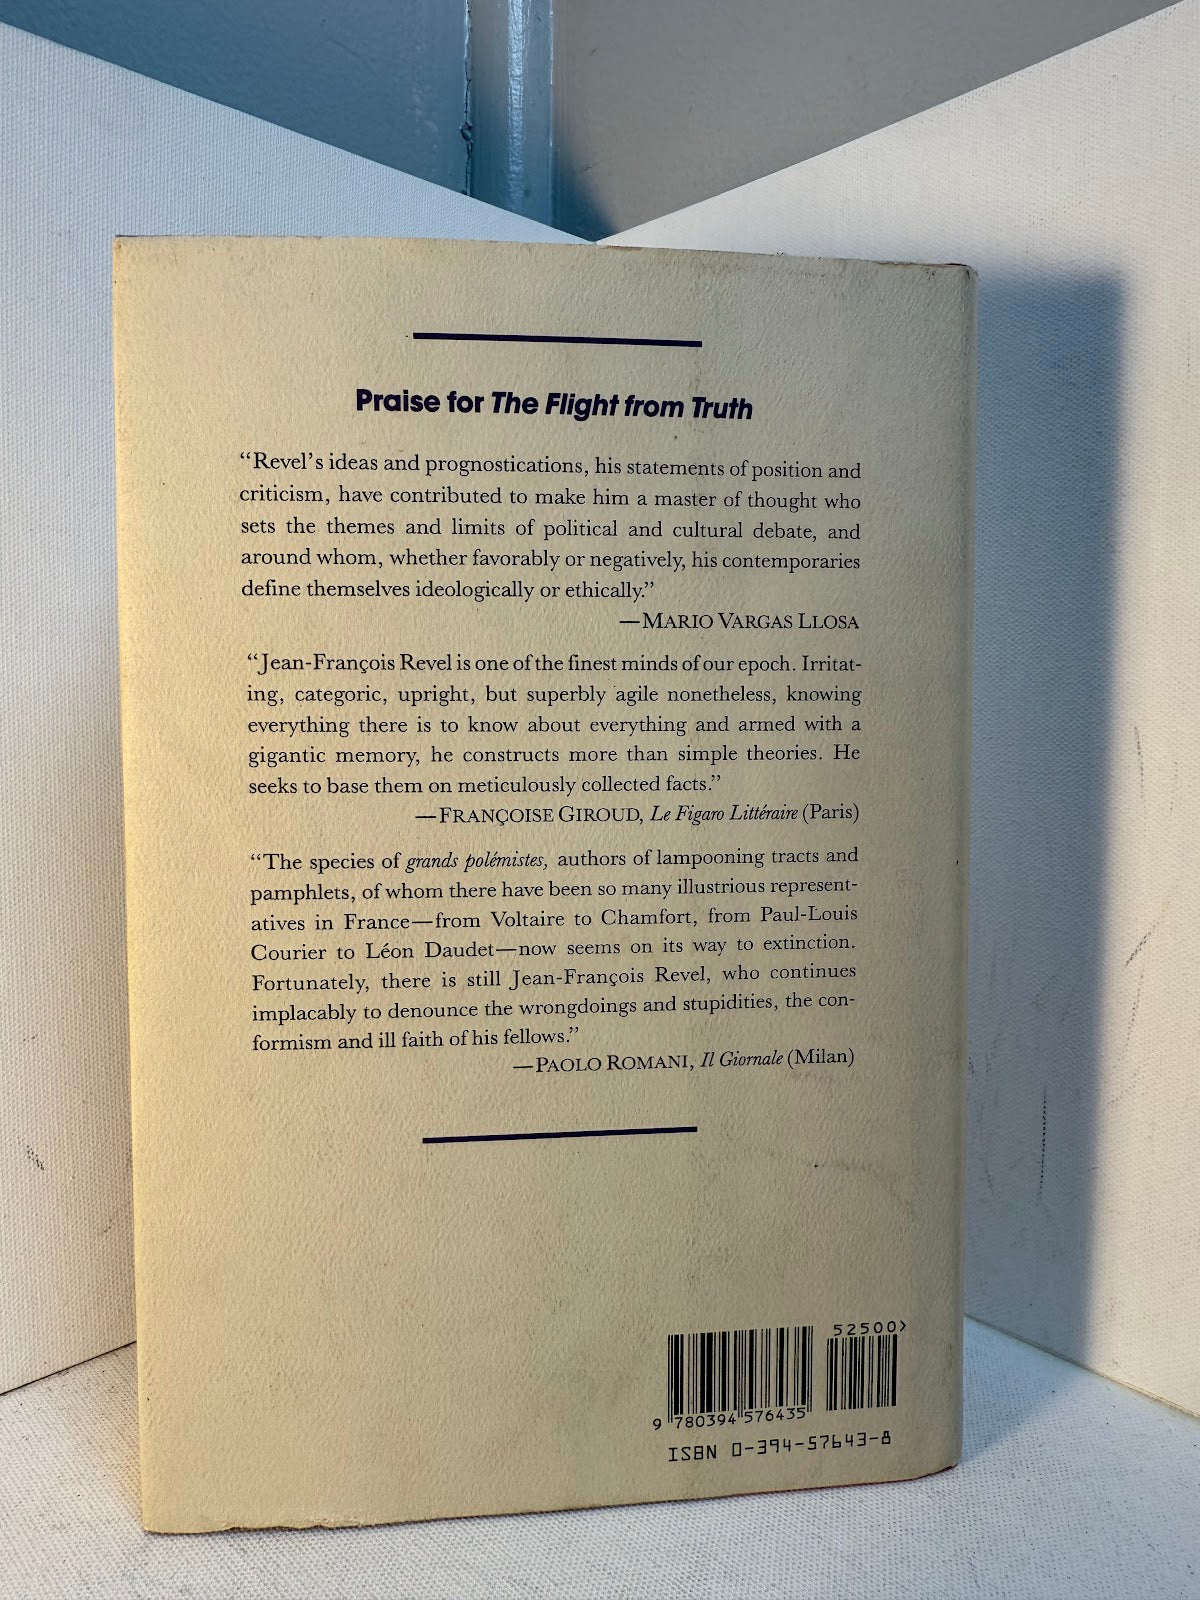 Praise for The Flight from Truth
“Revel’s ideas and prognostications, his statements of position and
criticism, have contributed to make him a master of thought who
sets the themes and limits of political and cultural debate, and
around whom, whether favorably or negatively, his contemporaries
define themselves ideologically or ethically.”
—MARIO VARGAS LLOSA
“Jean-François Revel is one of the finest minds of our epoch. Irritat-
ing, categoric, upright, but superbly agile nonetheless, knowing
everything there is to know about everything and armed with a
gigantic memory, he constructs more than simple theories. He
seeks to base them on meticulously collected facts.”
—FRANÇOISE GIROUD, Le Figaro Littéraire (Paris)
“The species of grands polémistes, authors of lampooning tracts and
pamphlets, of whom there have been so many illustrious represent-
atives in France—from Voltaire to Chamfort, from Paul-Louis
Courier to Léon Daudet—now seems on its way to extinction.
Fortunately, there is still Jean-François Revel, who continues
implacably to denounce the wrongdoings and stupidities, the con-
formism and ill faith of his fellows.”
—PAOLO ROMANI, Il Giornale (Milan)
52500>
9 780394 576435
ISBN 0-394-57643-8